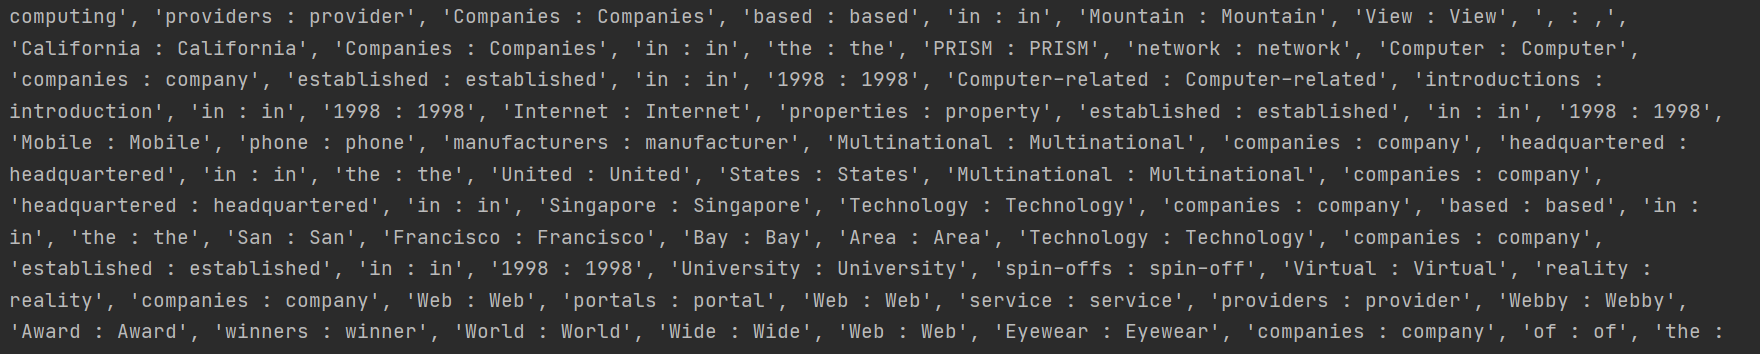 computing', 'providers : provider', 'Companies : Companies', 'based : based', 'in : in', 'Mountain : Mountain', 'View : View', ', : ,',
'California : California', 'Companies : Companies', 'in : in', 'the : the', 'PRISM : PRISM', 'network : network', 'Computer : Computer',
'companies : company', 'established : established', 'in : in', '1998 : 1998', 'Computer-related : Computer-related', 'introductions :
introduction', 'in : in', '1998 : 1998', 'Internet : Internet', 'properties : property', 'established : established', 'in : in', '1998 : 1998',
'Mobile : Mobile', 'phone : phone', 'manufacturers : manufacturer', 'Multinational : Multinational', 'companies : company', 'headquartered :
headquartered', 'in : in', 'the : the', 'United : United', 'States : States', 'Multinational : Multinational', 'companies : company',
'headquartered : headquartered', 'in : in', 'Singapore : Singapore', 'Technology : Technology', 'companies : company', 'based : based', 'in :
in', 'the : the', 'San : San', 'Francisco : Francisco', 'Bay : Bay', 'Area : Area', 'Technology : Technology', 'companies : company',
'established : established', 'in : in', '1998 : 1998', 'University : University', 'spin-offs : spin-off', 'Virtual : Virtual', 'reality :
reality', 'companies : company', 'Web : Web', 'portals : portal', 'Web : Web', 'service : service', 'providers : provider', 'Webby : Webby',
'Award : Award', 'winners : winner', 'World : World', 'Wide : Wide', 'Web : Web', 'Eyewear : Eyewear', 'companies : company', 'of : of', 'the :